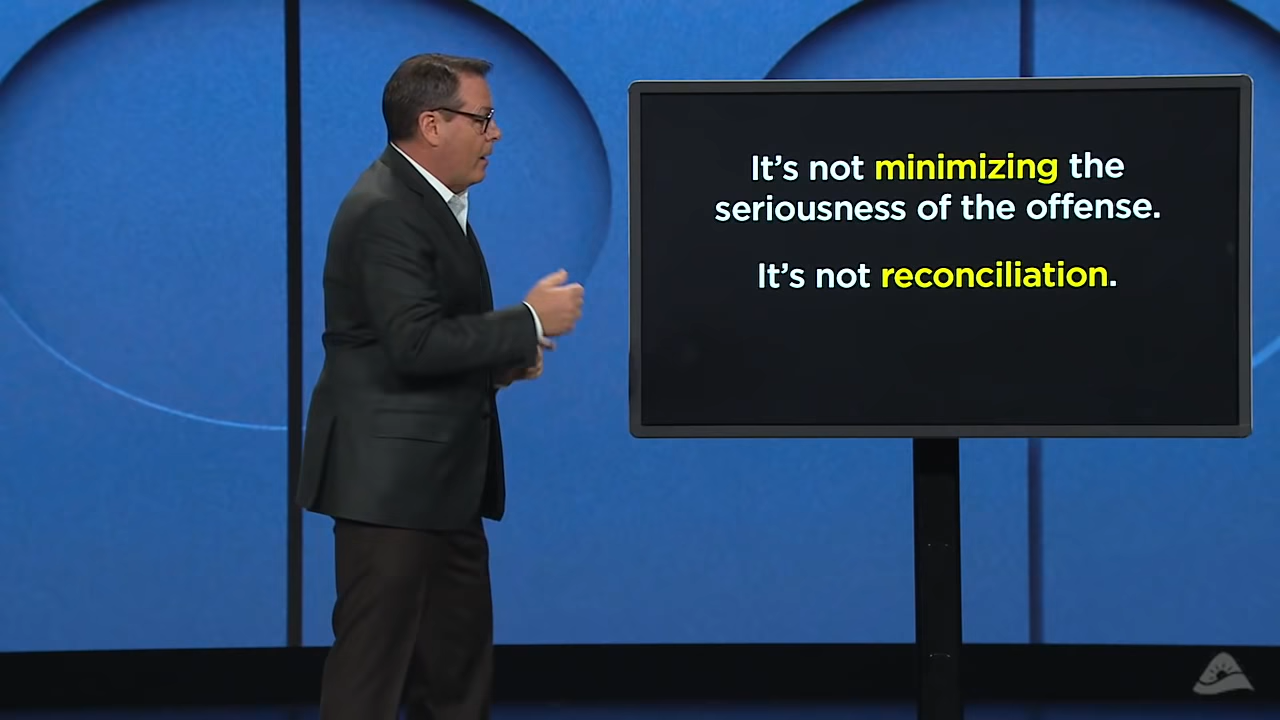 It's not minimizing the
seriousness of the offense.
It's not reconciliation.